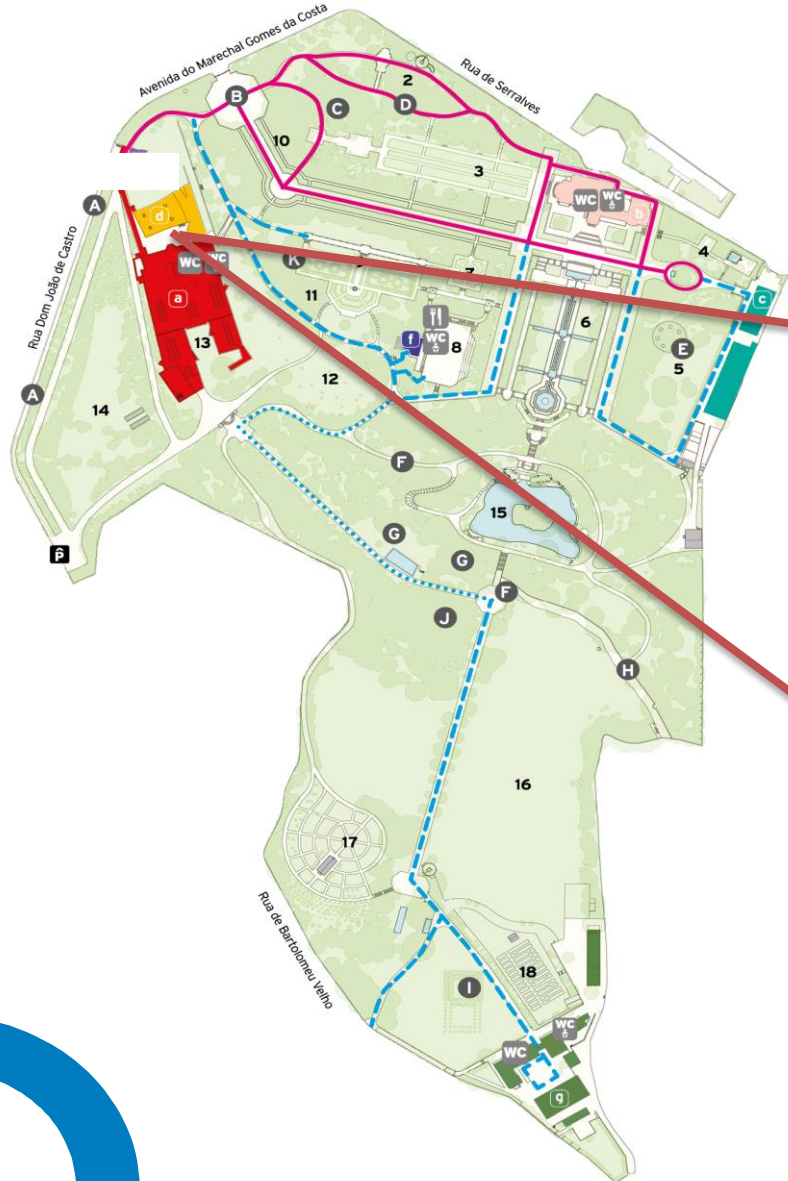 Avenida do Marechal Gomes da Costa
Rua de Serralves
Rua Dom João de Castro
Rua de Bartolomeu Velho
B
C
2
D
10
3
WC
WC
b
A
d
WC
WC
a
K
7
4
c
11
6
E
5
f
WC
8
13
12
14
A
F
15
P
G
G
F
J
H
16
17
18
I
WC
WC
g